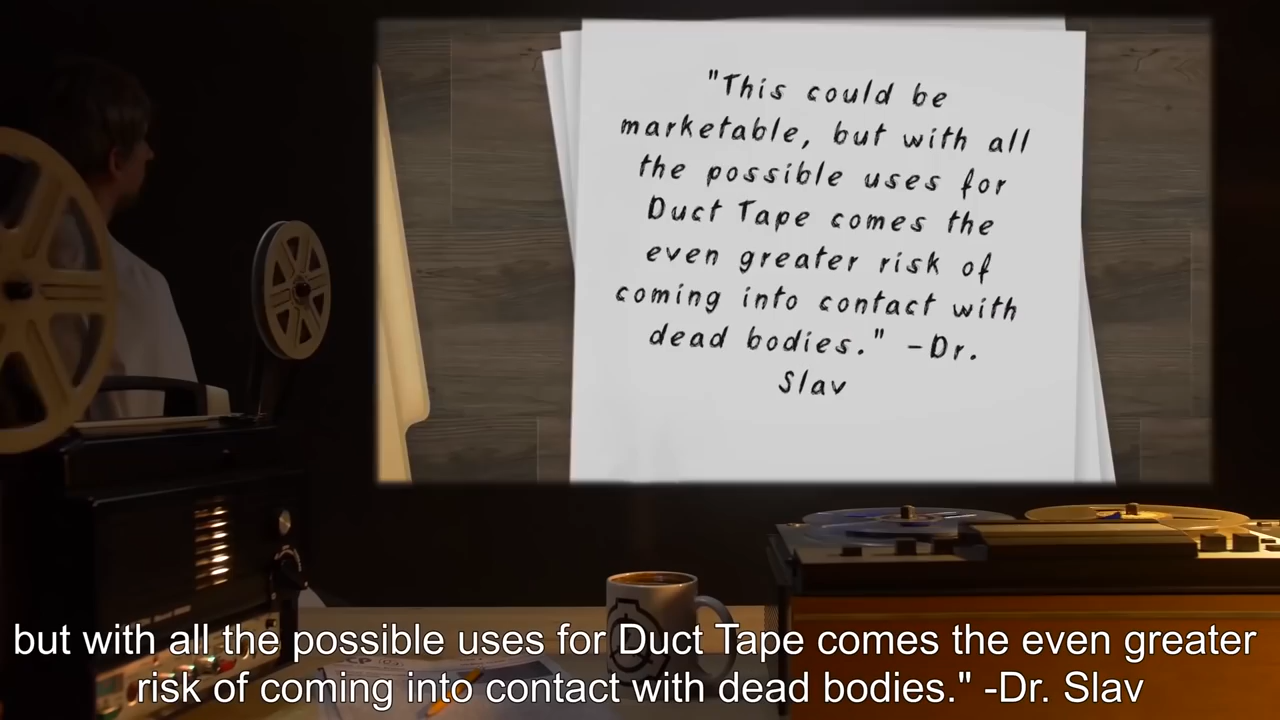 "This could be
marketable, but with all
the possible uses for
Duct Tape comes the
even greater risk of
coming into contact with
dead bodies." -Dr.
Slav
but with all the possible uses for Duct Tape comes the even greater
risk of coming into contact with dead bodies." -Dr. Slav